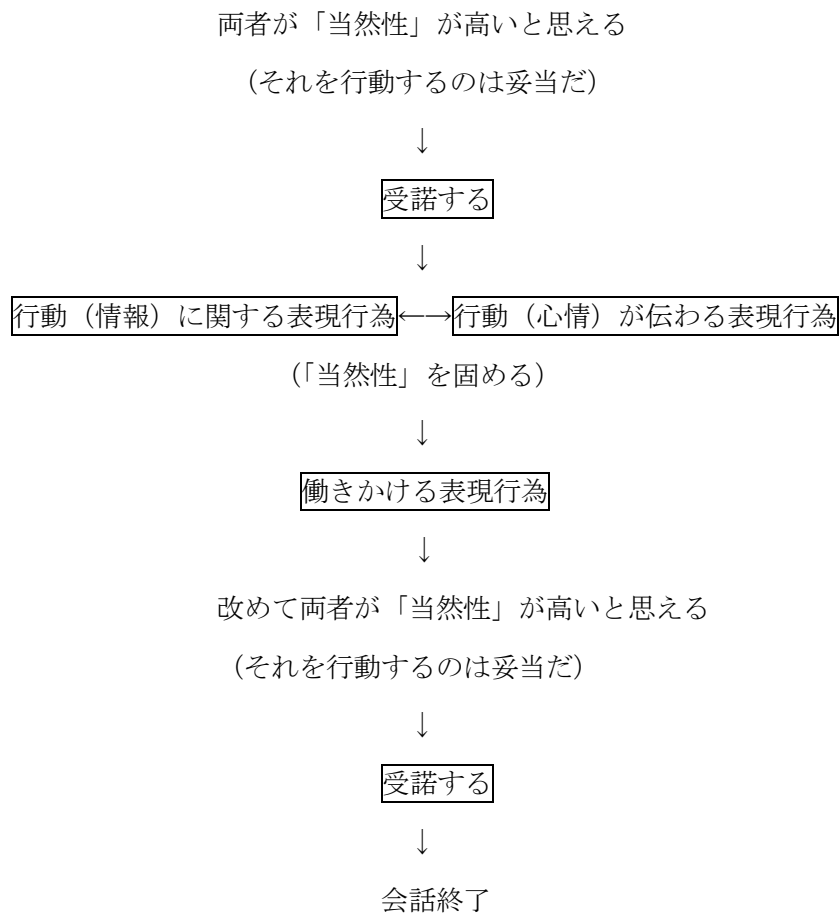 両者が「当然性」が高いと思える
（それを行動するのは妥当だ）
↓
受諾する
↓
行動（情報）に関する表現行為←→行動（心情）が伝わる表現行為
（「当然性」を固める）
↓
働きかける表現行為
↓
改めて両者が「当然性」が高いと思える
（それを行動するのは妥当だ）
↓
受諾する
↓
会話終了